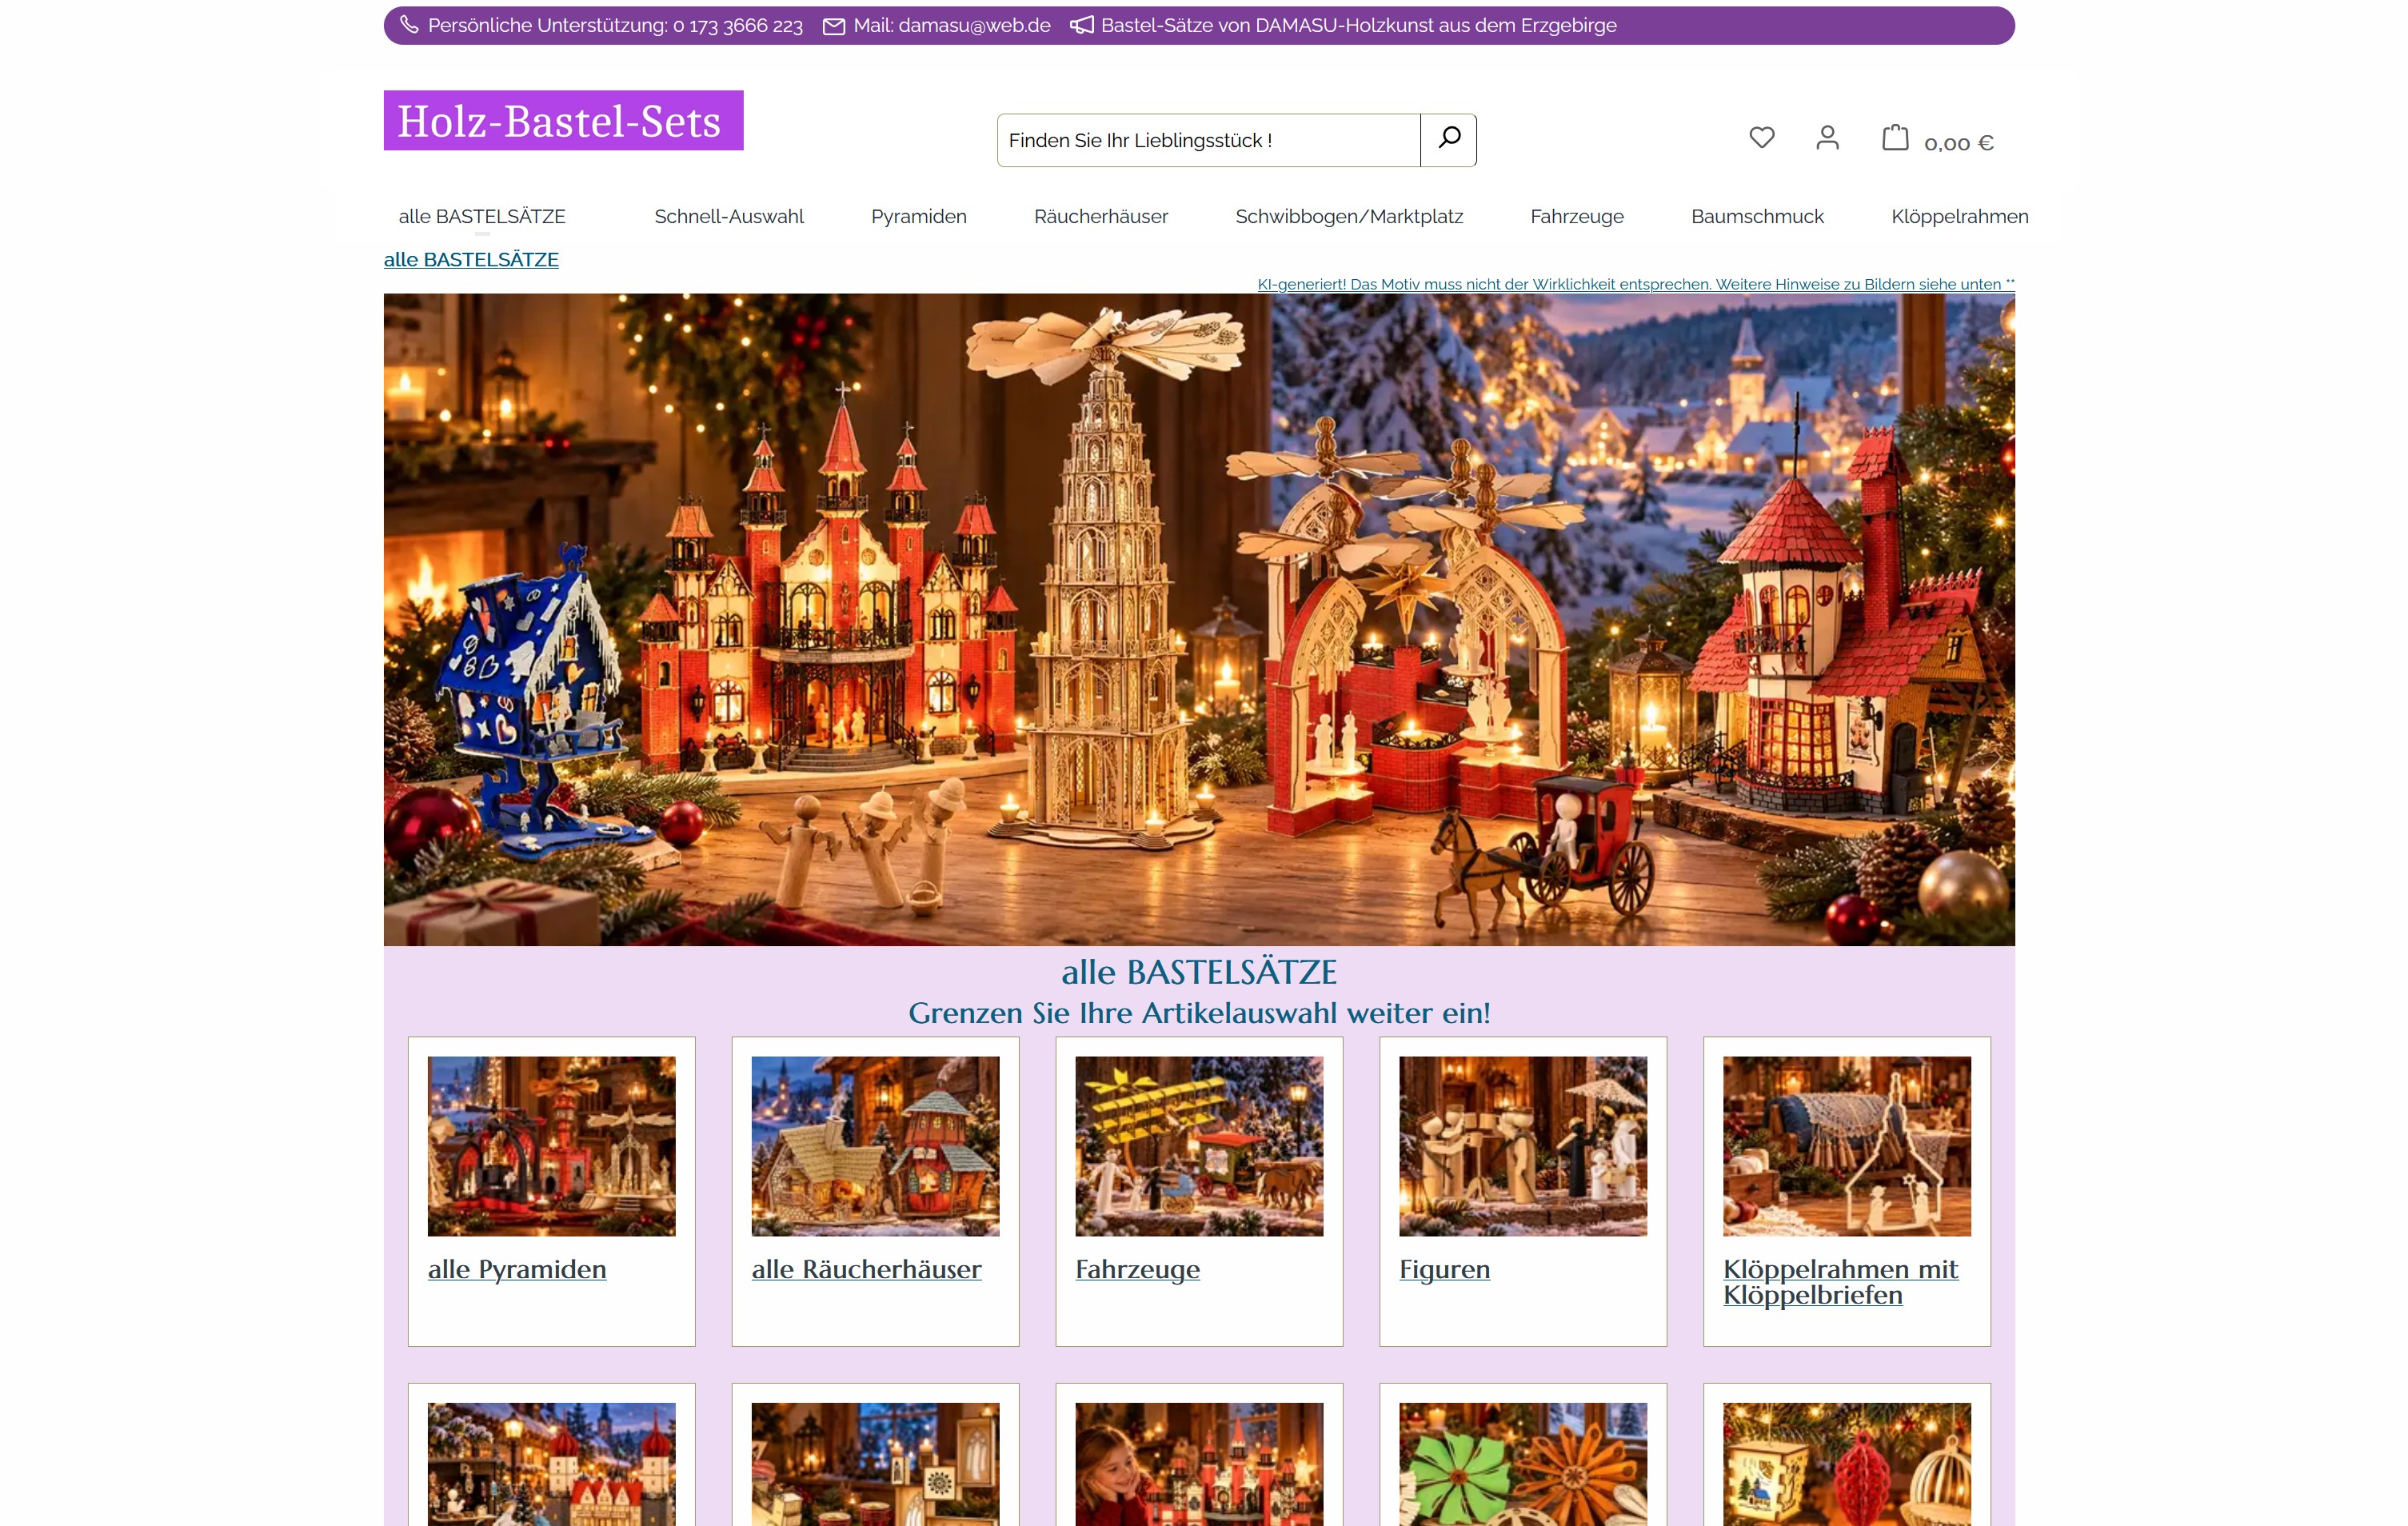 Persönliche Unterstützung: 0 173 3666 223 Mail: damasu@web.de Bastel-Sätze von DAMASU-Holzkunst aus dem Erzgebirge
Holz-Bastel-Sets
Finden Sie Ihr Lieblingsstück !
0,00 €
alle BASTELSÄTZE Schnell-Auswahl Pyramiden Räucherhäuser Schwibbogen/Marktplatz Fahrzeuge Baumschmuck Klöppelrahmen
alle BASTELSÄTZE
KI-generiert! Das Motiv muss nicht der Wirklichkeit entsprechen. Weitere Hinweise zu Bildern siehe unten **
alle BASTELSÄTZE
Grenzen Sie Ihre Artikelauswahl weiter ein!
alle Pyramiden
alle Räucherhäuser
Fahrzeuge
Figuren
Klöppelrahmen mit
Klöppelbriefen